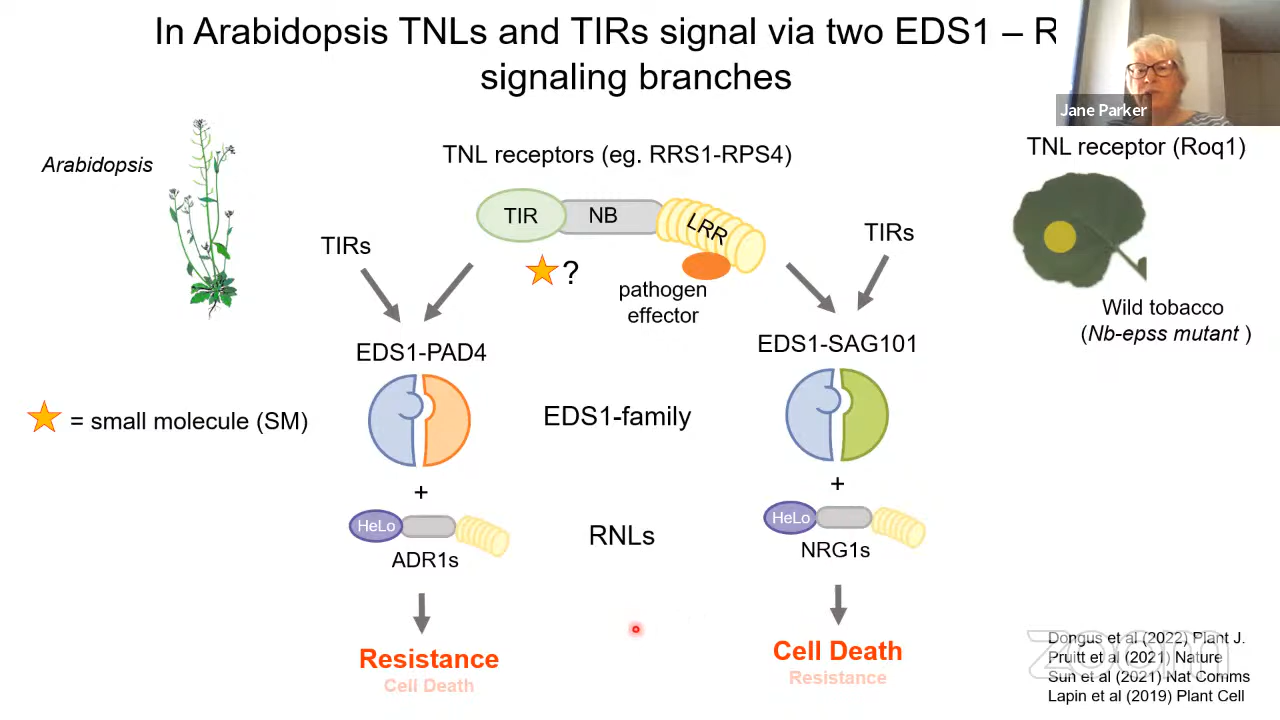 In Arabidopsis TNLs and TIRs signal via two EDS1 – R
signaling branches
Jane Parker
Arabidopsis
TNL receptors (eg. RRS1-RPS4)
TNL receptor (Roq1)
TIR
NB
LRR
TIRs
TIRs
?
pathogen
effector
Wild tobacco
(Nb-epss mutant )
EDS1-PAD4
EDS1-SAG101
= small molecule (SM)
EDS1-family
+
+
HeLo
HeLo
ADR1s
RNLs
NRG1s
Resistance
Cell Death
Cell Death
Resistance
Dongus et al (2022) Plant J.
Pruitt et al (2021) Nature
Sun et al (2021) Nat Comms
Lapin et al (2019) Plant Cell
zoom